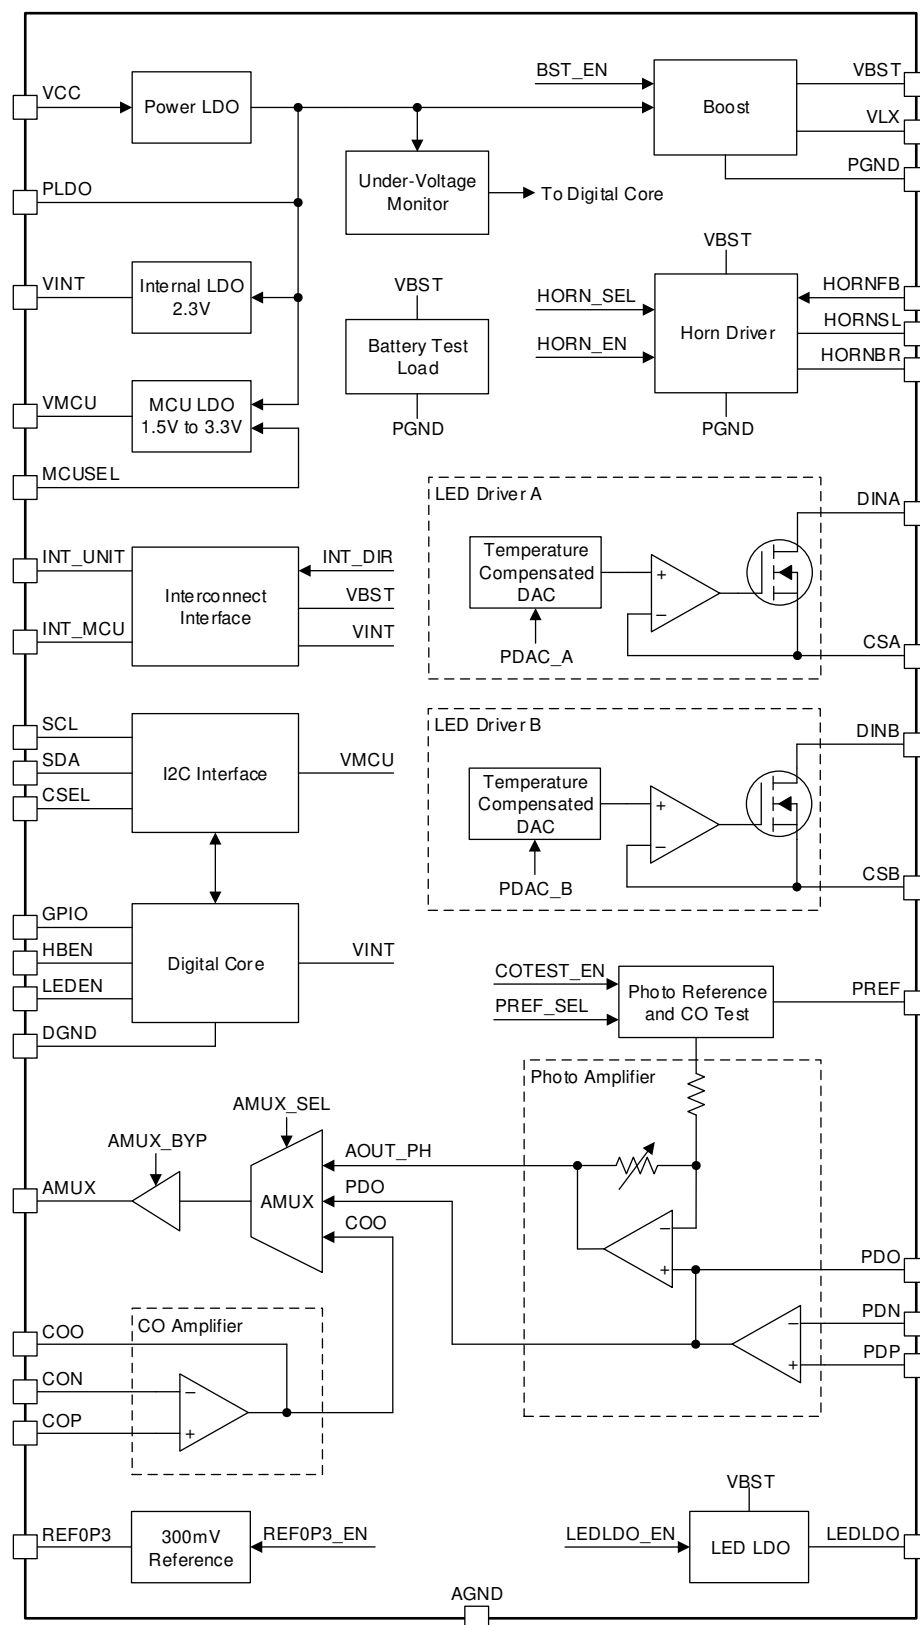 VCC
Power LDO
BST_EN
Boost
VBST
VLX
PGND
PLDO
Under-Voltage
Monitor
To Digital Core
VINT
Internal LDO
2.3V
VBST
Battery Test
Load
PGND
VBST
HORN_SEL
HORN_EN
Horn Driver
HORNFB
HORNSL
HORNBR
PGND
VMCU
MCU LDO
1.5V to 3.3V
MCUSEL
LED Driver A
Temperature
Compensated
DAC
PDAC_A
+
−
DINA
CSA
INT_UNIT
INT_MCU
Interconnect
Interface
INT_DIR
VBST
VINT
SCL
SDA
CSEL
I2C Interface
VMCU
LED Driver B
Temperature
Compensated
DAC
PDAC_B
+
−
DINB
CSB
GPIO
HBEN
LEDEN
DGND
Digital Core
VINT
COTEST_EN
PREF_SEL
Photo Reference
and CO Test
PREF
Photo Amplifier
AMUX_SEL
AMUX_BYP
AMUX
AMUX
AOUT_PH
PDO
COO
−
+
PDO
PDN
PDP
−
+
COO
CON
COP
CO Amplifier
−
+
REF0P3
300mV
Reference
REF0P3_EN
VBST
LEDLDO_EN
LED LDO
LEDLDO
AGND